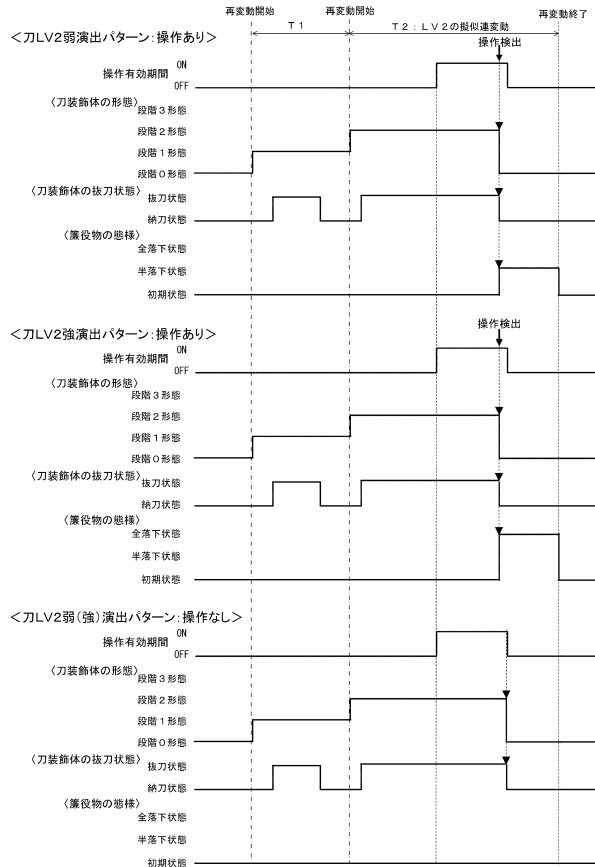 再変動開始 再変動開始 再変動終了
T1 T2：LV2の擬似連変動
<刀LV2弱演出パターン：操作あり>
操作検出
操作有効期間 ON
OFF
〈刀装飾体の形態〉
段階3形態
段階2形態
段階1形態
段階0形態
〈刀装飾体の抜刀状態〉
抜刀状態
納刀状態
〈簾役物の態様〉
全落下状態
半落下状態
初期状態
<刀LV2強演出パターン：操作あり>
操作検出
操作有効期間 ON
OFF
〈刀装飾体の形態〉
段階3形態
段階2形態
段階1形態
段階0形態
〈刀装飾体の抜刀状態〉
抜刀状態
納刀状態
〈簾役物の態様〉
全落下状態
半落下状態
初期状態
<刀LV2弱(強)演出パターン：操作なし>
操作有効期間 ON
OFF
〈刀装飾体の形態〉
段階3形態
段階2形態
段階1形態
段階0形態
〈刀装飾体の抜刀状態〉
抜刀状態
納刀状態
〈簾役物の態様〉
全落下状態
半落下状態
初期状態